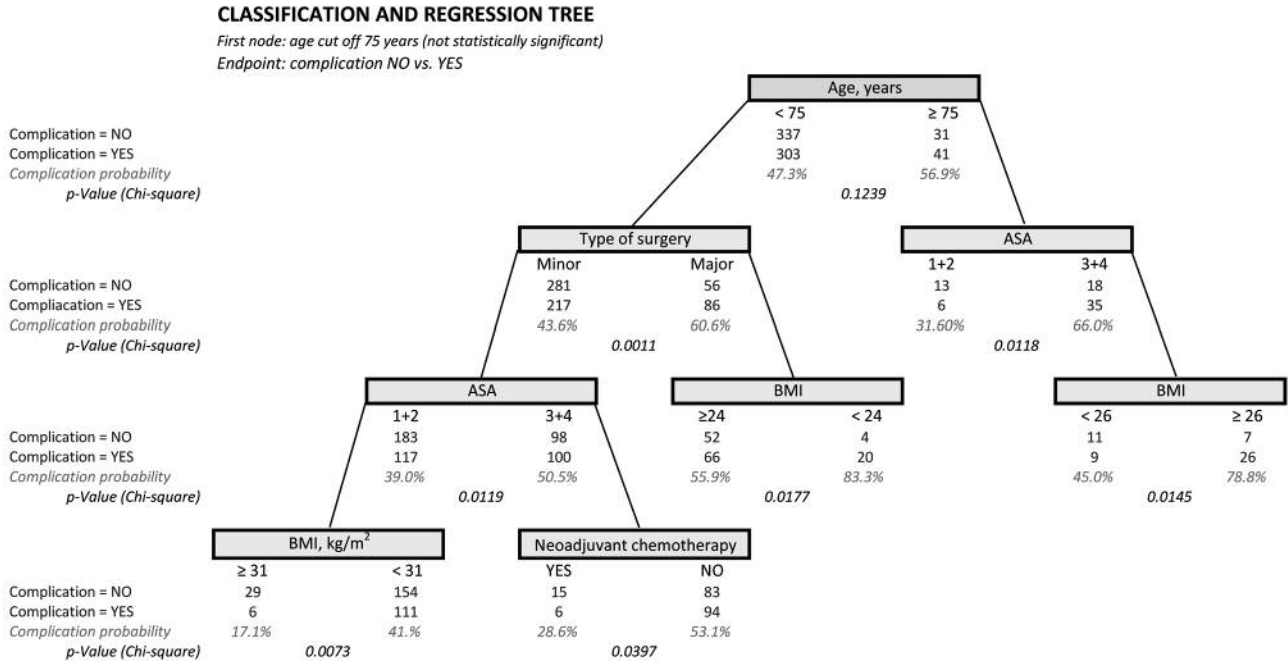 CLASSIFICATION AND REGRESSION TREE
First node: age cut off 75 years (not statistically significant)
Endpoint: complication NO vs. YES
Age, years
< 75 ≥ 75
Complication = NO 337 31
Complication = YES 303 41
Complication probability 47.3% 56.9%
p-Value (Chi-square) 0.1239
Type of surgery ASA
Minor Major 1+2 3+4
Complication = NO 281 56 13 18
Compliacation = YES 217 86 6 35
Complication probability 43.6% 60.6% 31.60% 66.0%
p-Value (Chi-square) 0.0011 0.0118
ASA BMI BMI
1+2 3+4 ≥24 < 24 < 26 ≥ 26
Complication = NO 183 98 52 4 11 7
Complication = YES 117 100 66 20 9 26
Complication probability 39.0% 50.5% 55.9% 83.3% 45.0% 78.8%
p-Value (Chi-square) 0.0119 0.0177 0.0145
BMI, kg/m² Neoadjuvant chemotherapy
≥ 31 < 31 YES NO
Complication = NO 29 154 15 83
Complication = YES 6 111 6 94
Complication probability 17.1% 41.% 28.6% 53.1%
p-Value (Chi-square) 0.0073 0.0397